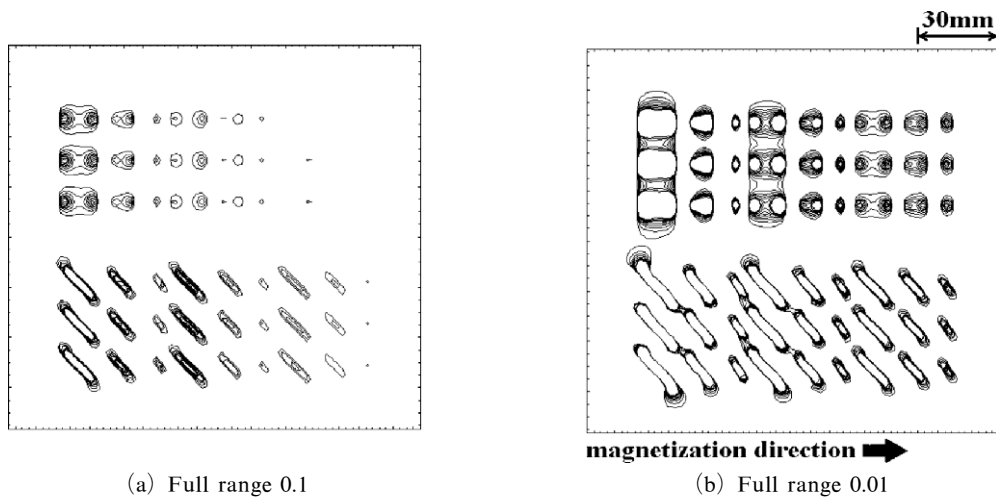 30mm
magnetization direction
(a) Full range 0.1
(b) Full range 0.01